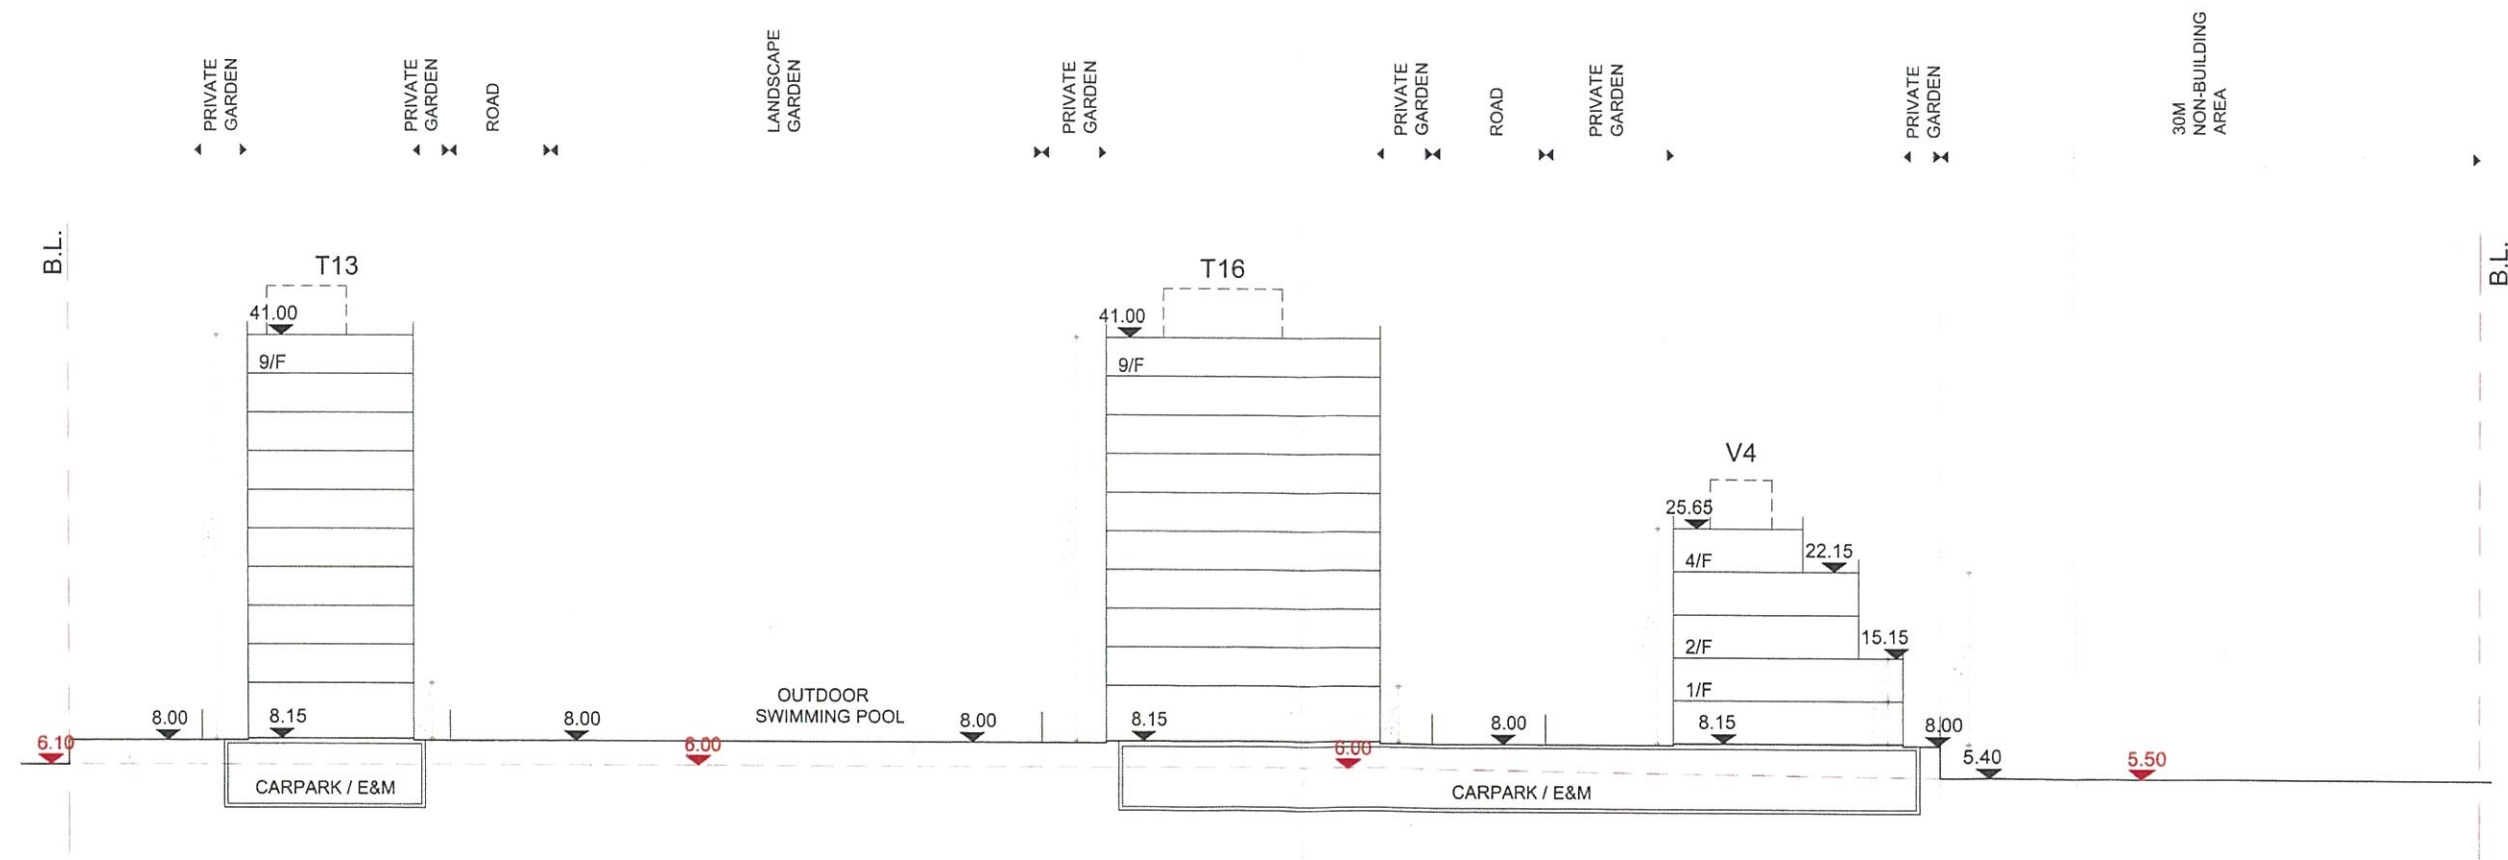 PRIVATE
GARDEN
PRIVATE
GARDEN
ROAD
LANDSCAPE
GARDEN
PRIVATE
GARDEN
PRIVATE
GARDEN
ROAD
PRIVATE
GARDEN
PRIVATE
GARDEN
30M
NON-BUILDING
AREA
B.L.
T13
T16
B.L.
41.00
41.00
9/F
9/F
V4
25.65
4/F
22.15
2/F
15.15
1/F
OUTDOOR
SWIMMING POOL
8.00
8.15
8.00
8.00
8.15
8.00
8.15
8.00
6.10
6.00
6.00
5.40
5.50
CARPARK / E&M
CARPARK / E&M